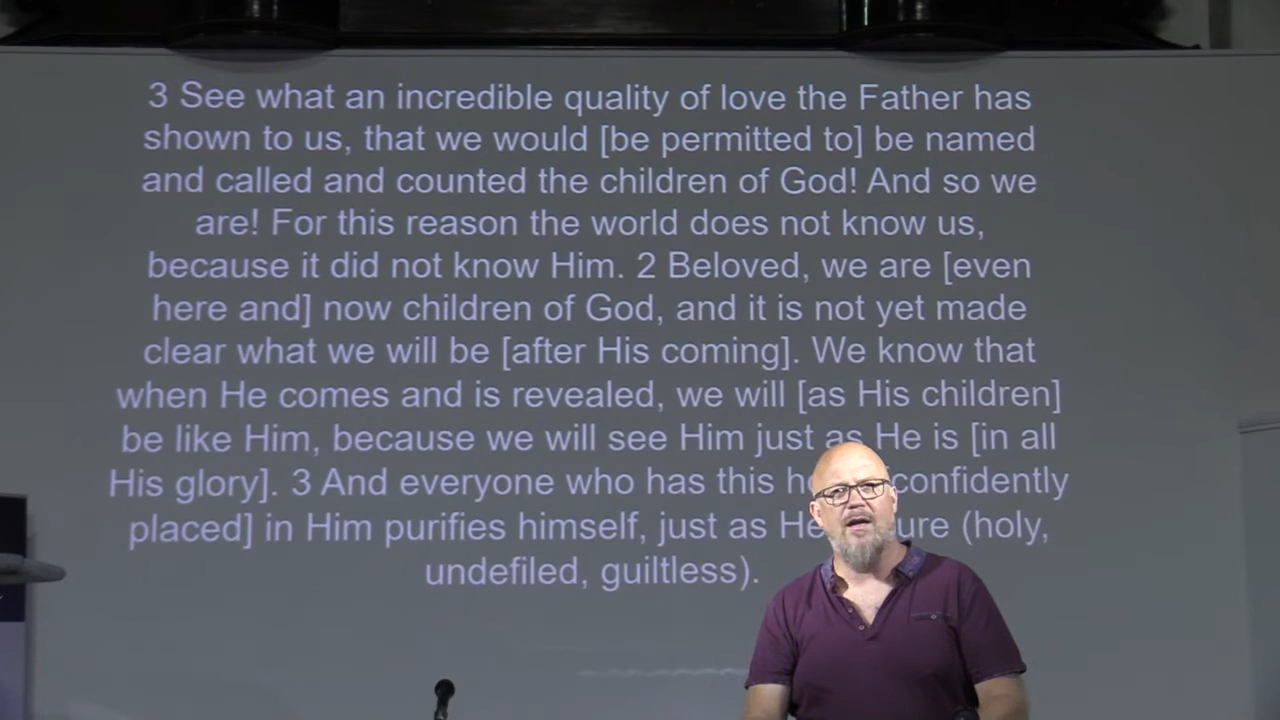 3 See what an incredible quality of love the Father has
shown to us, that we would [be permitted to] be named
and called and counted the children of God! And so we
are! For this reason the world does not know us,
because it did not know Him. 2 Beloved, we are [even
here and] now children of God, and it is not yet made
clear what we will be [after His coming]. We know that
when He comes and is revealed, we will [as His children]
be like Him, because we will see Him just as He is [in all
His glory]. 3 And everyone who has this confidently
placed] in Him purifies himself, just as He (holy,
undefiled, guiltless).